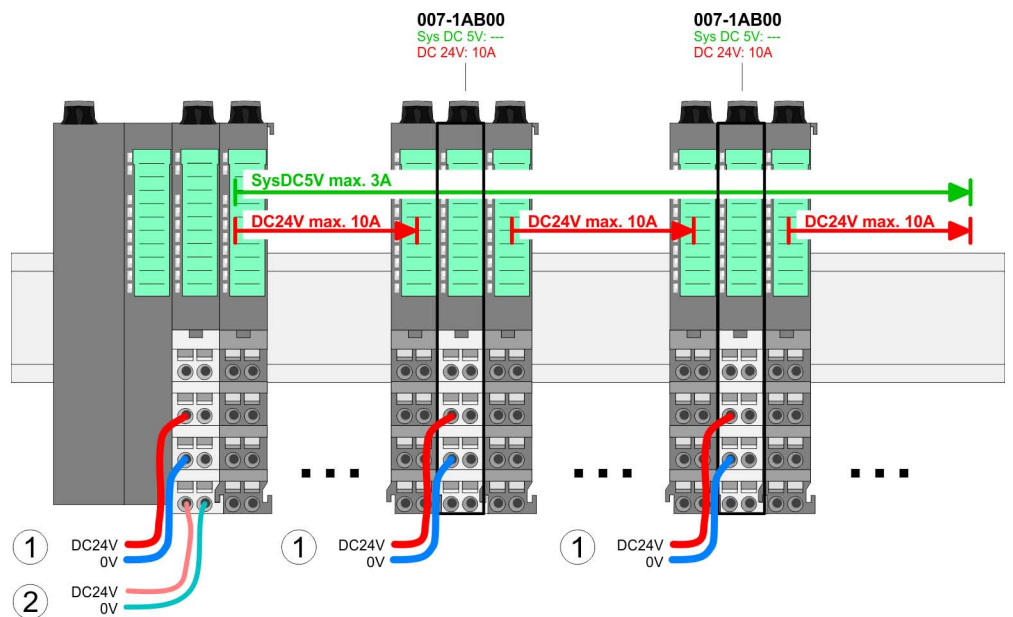 007-1AB00
Sys DC 5V: ---
DC 24V: 10A
007-1AB00
Sys DC 5V: ---
DC 24V: 10A
SysDC5V max. 3A
DC24V max. 10A
DC24V max. 10A
DC24V max. 10A
1
DC24V
0V
1
DC24V
0V
1
DC24V
0V
2
DC24V
0V